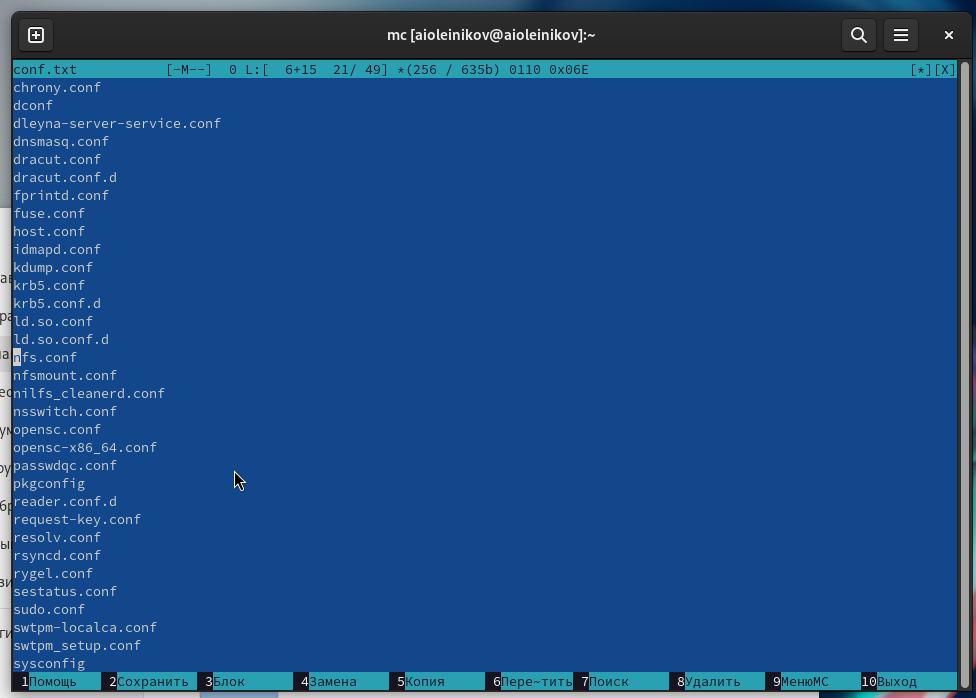 mc [aioleinikov@aioleinikov]:~
conf.txt [-M--] 0 L:[ 6+15 21/ 49] *(256 / 635b) 0110 0x06E [*][X]
chrony.conf
dconf
dleyna-server-service.conf
dnsmasq.conf
dracut.conf
dracut.conf.d
fprintd.conf
fuse.conf
host.conf
idmapd.conf
kdump.conf
krb5.conf
krb5.conf.d
ld.so.conf
ld.so.conf.d
nfs.conf
nfsmount.conf
nilfs_cleanerd.conf
nsswitch.conf
opensc.conf
opensc-x86_64.conf
passwdqc.conf
pkgconfig
reader.conf.d
request-key.conf
resolv.conf
rsyncd.conf
rygel.conf
sestatus.conf
sudo.conf
swtpm-localca.conf
swtpm_setup.conf
sysconfig
1Помощь 2Сохранить 3Блок 4Замена 5Копия 6Пере~тить 7Поиск 8Удалить 9МенюMC 10Выход